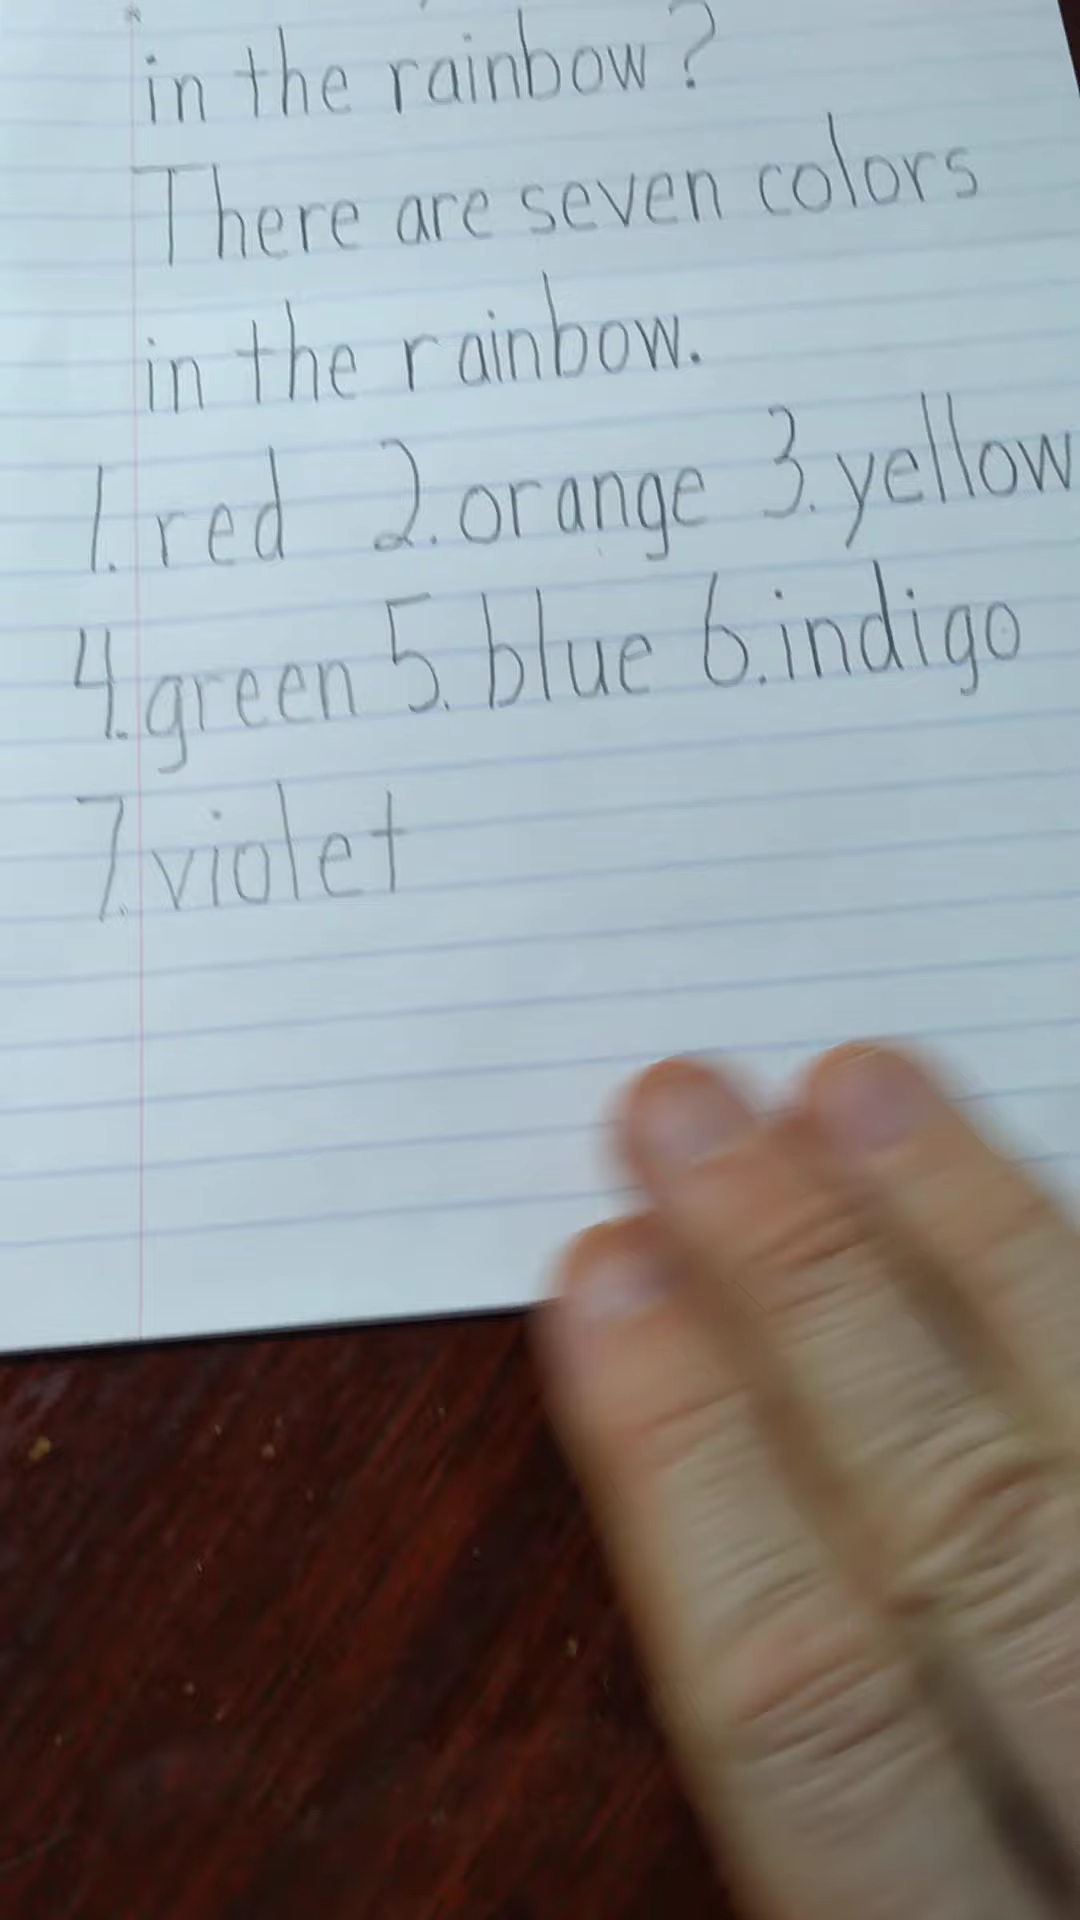 in the rainbow?
There are seven colors
in the rainbow.
1. red 2. orange 3. yellow
4. green 5. blue 6. indigo
7. violet